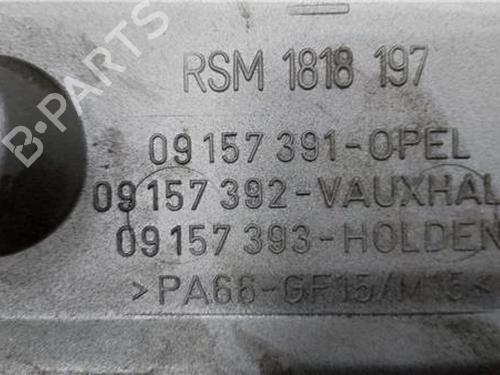 B-PARTS
RSM 1818 197
09 157 391-OPEL
09 157 392-VAUXHAL
09 157 393-HOLDEN
>PA66-GF15/M15<